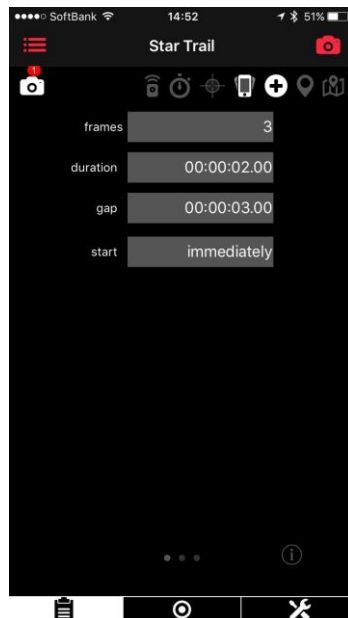 SoftBank 14:52 51%
Star Trail
1
frames 3
duration 00:00:02.00
gap 00:00:03.00
start immediately